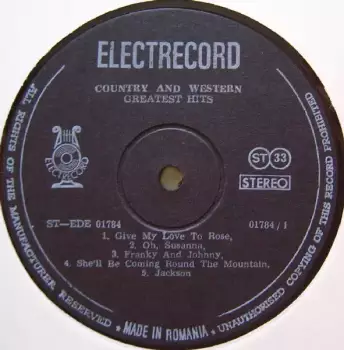 ELECTRECORD
COUNTRY AND WESTERN
GREATEST HITS
ST 33
STEREO
ST—EDE 01784
01784/I
1. Give My Love To Rose,
2. Oh, Susanna,
3. Franky And Johnny,
4. She'll Be Coming Round The Mountain,
5. Jackson
ALL RIGHTS OF THE MANUFACTURER RESERVED * MADE IN ROMANIA * UNAUTHORISED COPYING OF THIS RECORD PROHIBITED